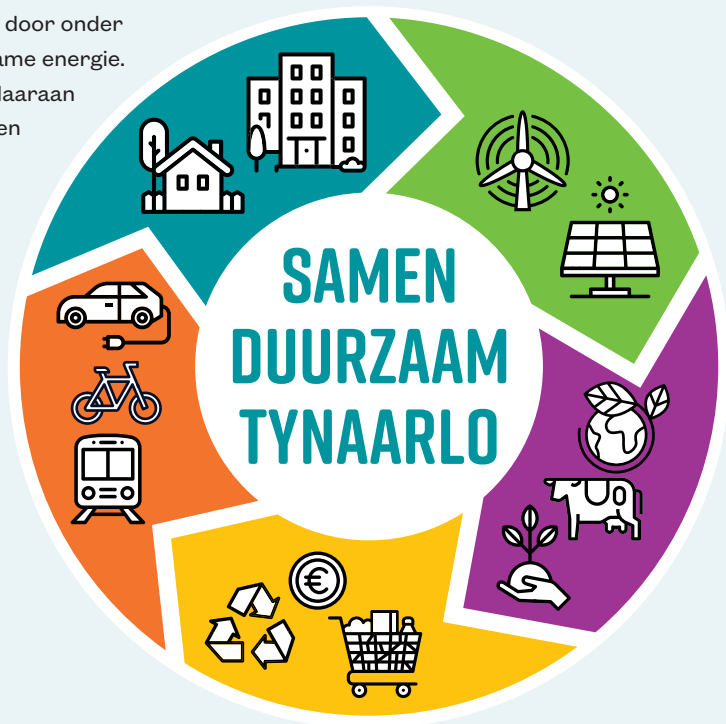 door onder
ame energie.
daaraan
en
SAMEN
DUURZAAM
TYNAARLO
€